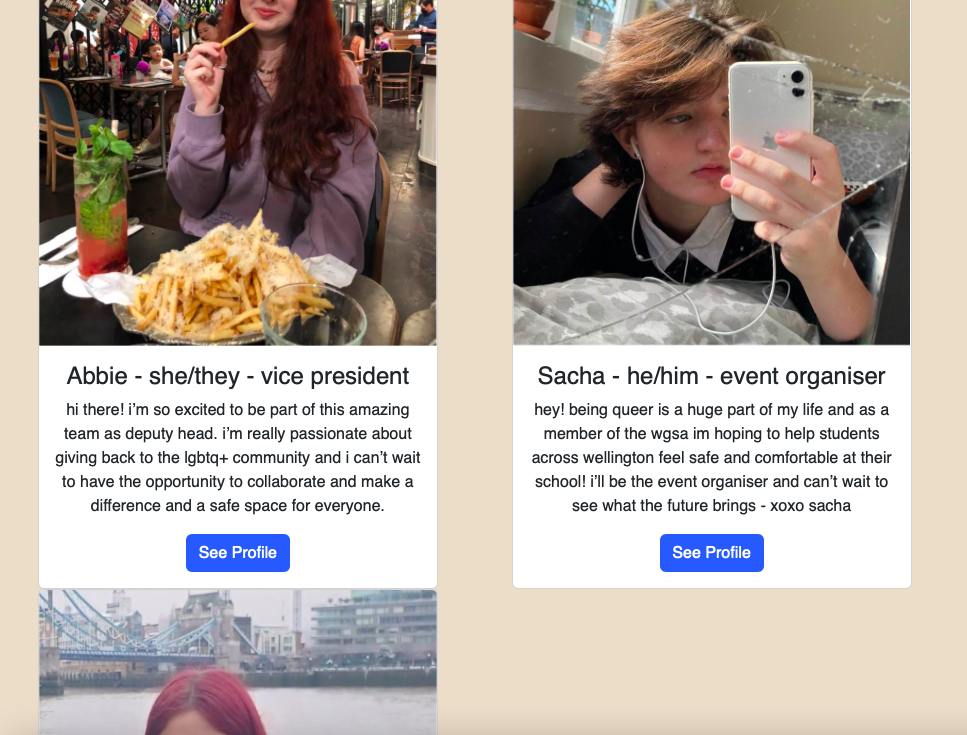 Abbie - she/they - vice president
hi there! i’m so excited to be part of this amazing
team as deputy head. i’m really passionate about
giving back to the lgbtq+ community and i can’t wait
to have the opportunity to collaborate and make a
difference and a safe space for everyone.
See Profile
Sacha - he/him - event organiser
hey! being queer is a huge part of my life and as a
member of the wgsa im hoping to help students
across wellington feel safe and comfortable at their
school! i’ll be the event organiser and can’t wait to
see what the future brings - xoxo sacha
See Profile